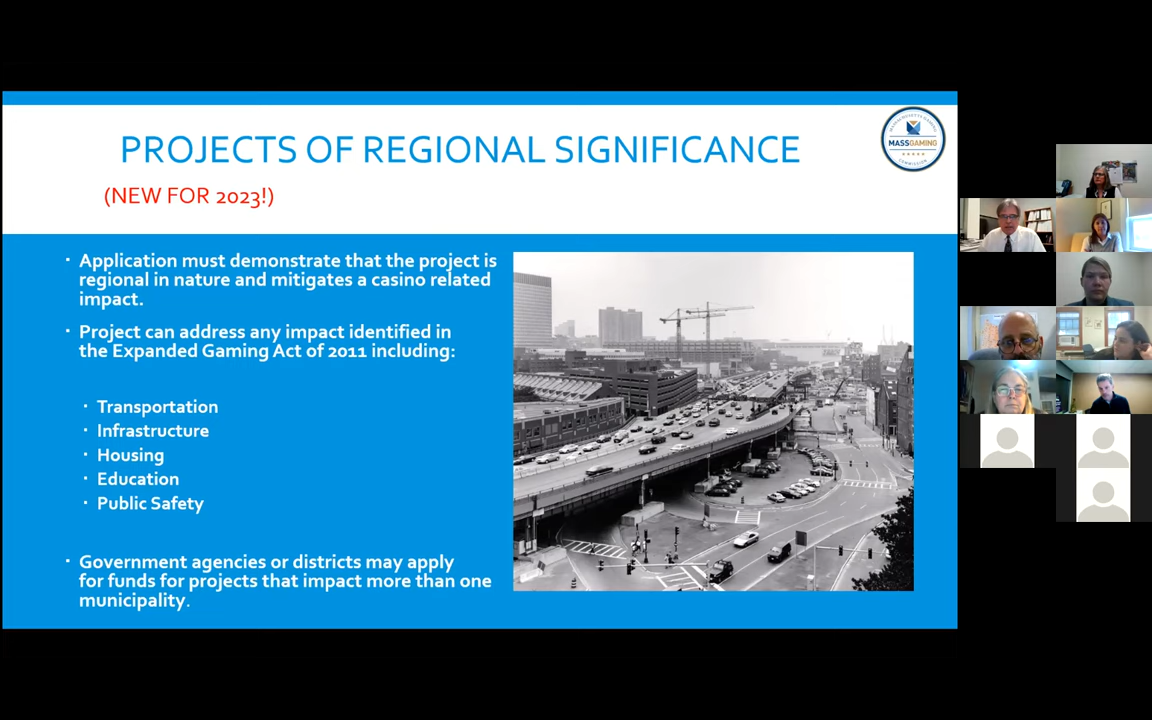 PROJECTS OF REGIONAL SIGNIFICANCE
(NEW FOR 2023!)
MASSACHUSETTS GAMING
MASSGAMING
COMMISSION
· Application must demonstrate that the project is
regional in nature and mitigates a casino related
impact.
· Project can address any impact identified in
the Expanded Gaming Act of 2011 including:
· Transportation
· Infrastructure
· Housing
· Education
· Public Safety
· Government agencies or districts may apply
for funds for projects that impact more than one
municipality.